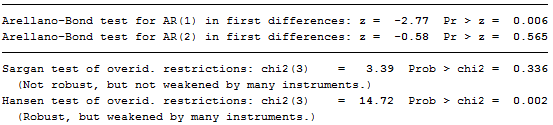 Arellano-Bond test for AR(1) in first differences: z =  -2.77  Pr > z =  0.006
Arellano-Bond test for AR(2) in first differences: z =  -0.58  Pr > z =  0.565
Sargan test of overid. restrictions: chi2(3)    =   3.39  Prob > chi2 =  0.336
(Not robust, but not weakened by many instruments.)
Hansen test of overid. restrictions: chi2(3)    =  14.72  Prob > chi2 =  0.002
(Robust, but weakened by many instruments.)